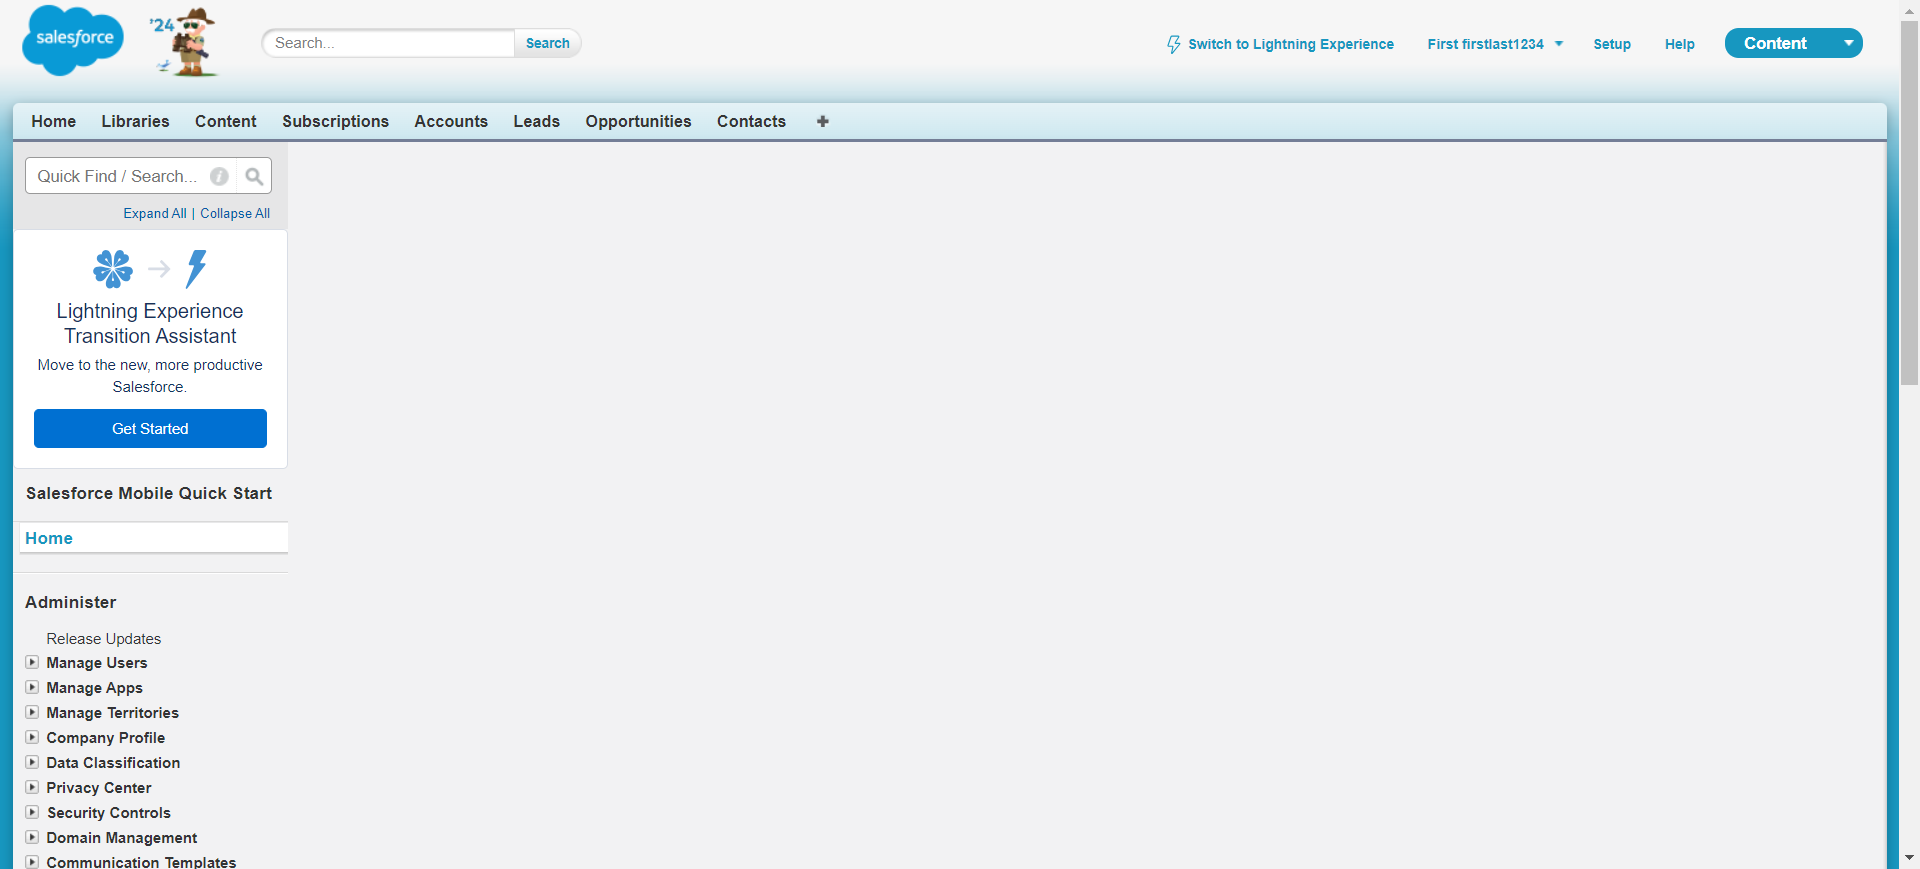 salesforce
'24
Search...
Search
Switch to Lightning Experience
First firstlast1234
Setup
Help
Content
Home
Libraries
Content
Subscriptions
Accounts
Leads
Opportunities
Contacts
Quick Find / Search...
Expand All | Collapse All
Lightning Experience
Transition Assistant
Move to the new, more productive
Salesforce.
Get Started
Salesforce Mobile Quick Start
Home
Administer
Release Updates
Manage Users
Manage Apps
Manage Territories
Company Profile
Data Classification
Privacy Center
Security Controls
Domain Management
Communication Templates